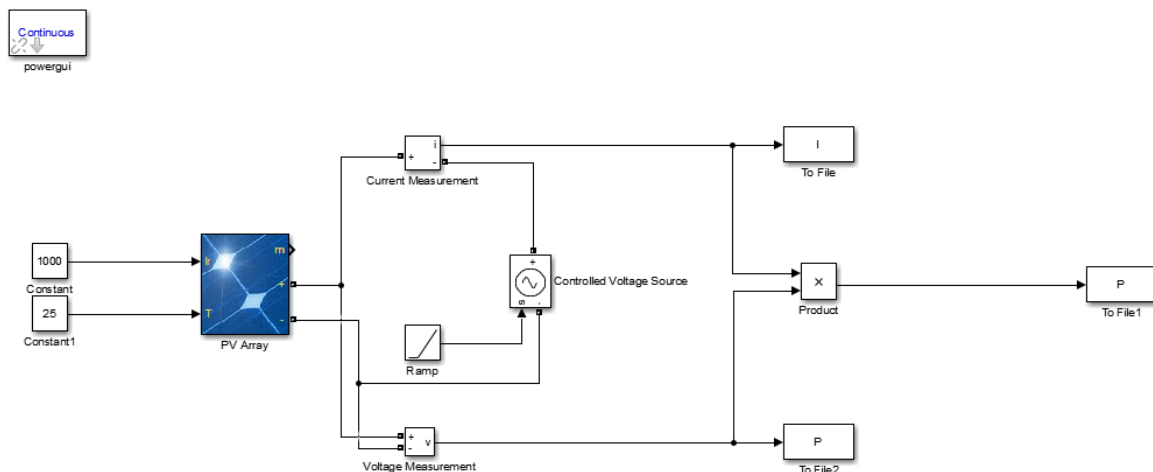 Continuous
powergui
i
+
-
Current Measurement
I
To File
1000
Constant
25
Constant1
Ir
T
m
+
-
PV Array
+
s
-
Controlled Voltage Source
Ramp
×
Product
P
To File1
+
-
v
Voltage Measurement
P
To File2